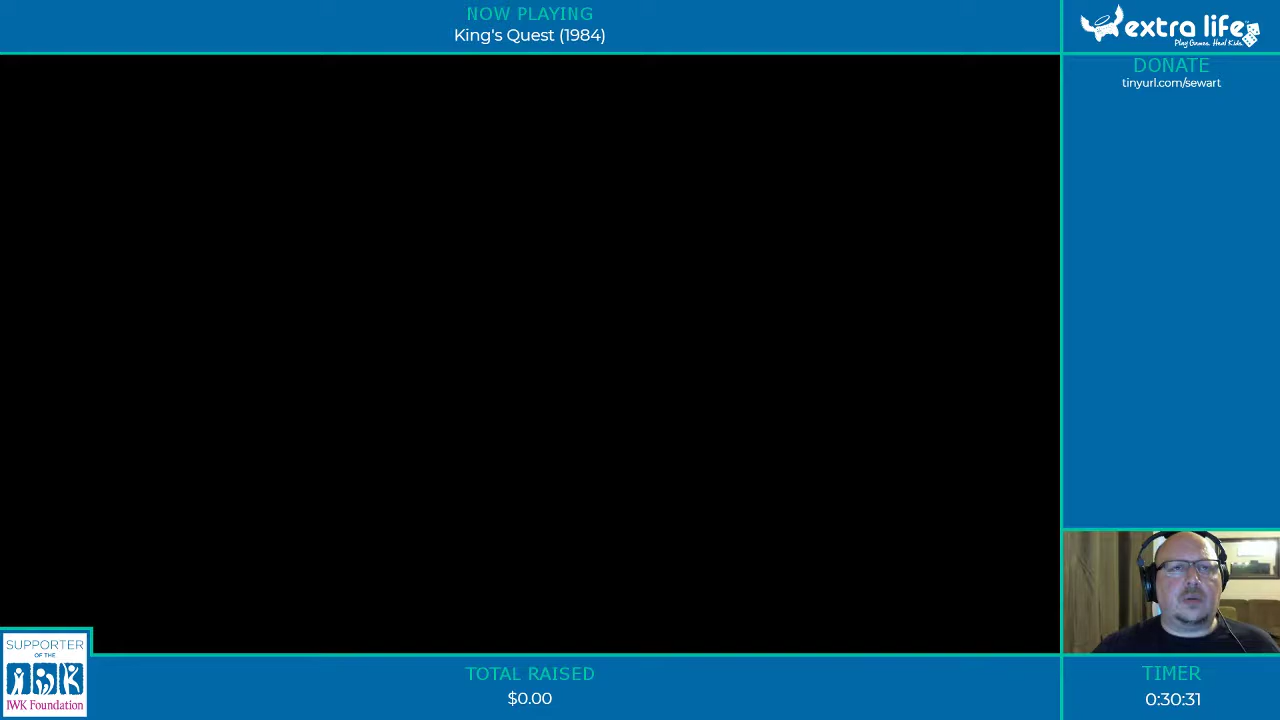 NOW PLAYING
King's Quest (1984)
extra life
Play Games. Heal Kids.
DONATE
tinyurl.com/sewart
SUPPORTER
OF THE
IWK
IWK Foundation
TOTAL RAISED
$0.00
TIMER
0:30:31